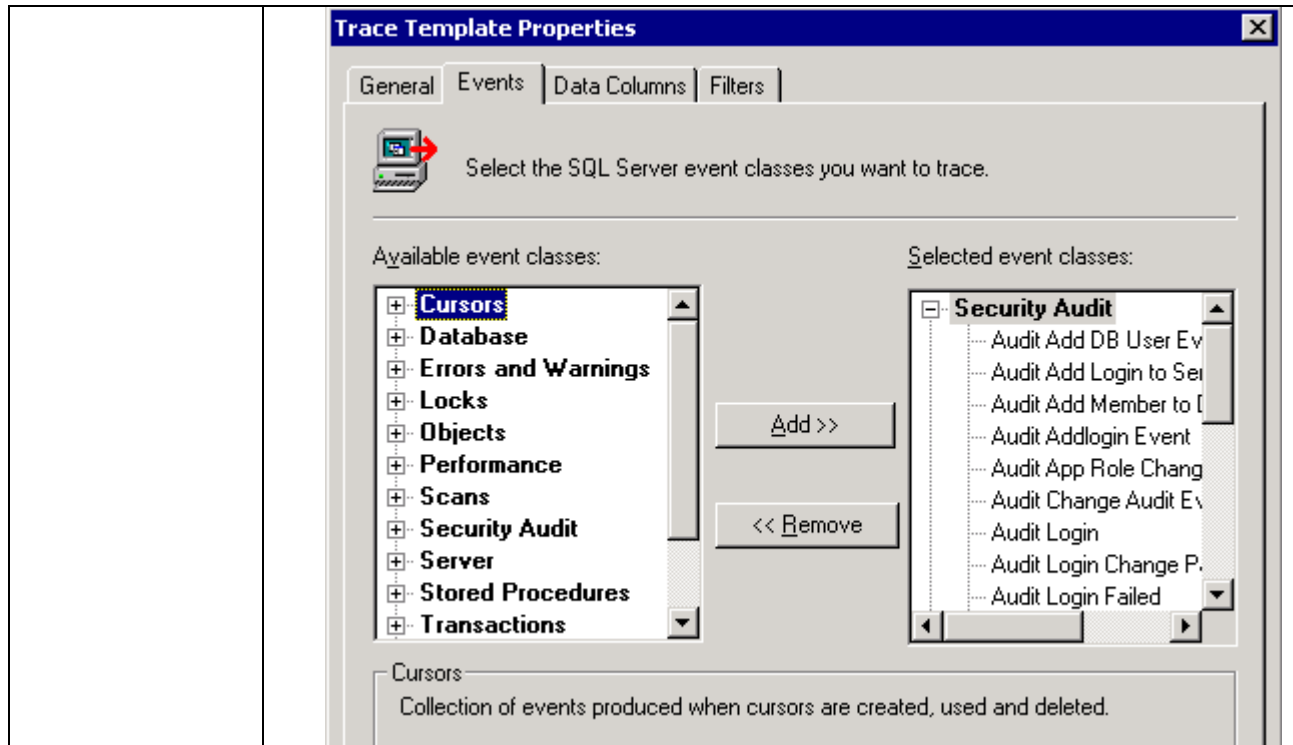 Trace Template Properties
General Events Data Columns Filters
Select the SQL Server event classes you want to trace.
Available event classes:
Cursors
Database
Errors and Warnings
Locks
Objects
Performance
Scans
Security Audit
Server
Stored Procedures
Transactions
Add >>
<< Remove
Selected event classes:
Security Audit
Audit Add DB User Ev
Audit Add Login to Ser
Audit Add Member to D
Audit Addlogin Event
Audit App Role Chang
Audit Change Audit Ev
Audit Login
Audit Login Change P
Audit Login Failed
Cursors
Collection of events produced when cursors are created, used and deleted.